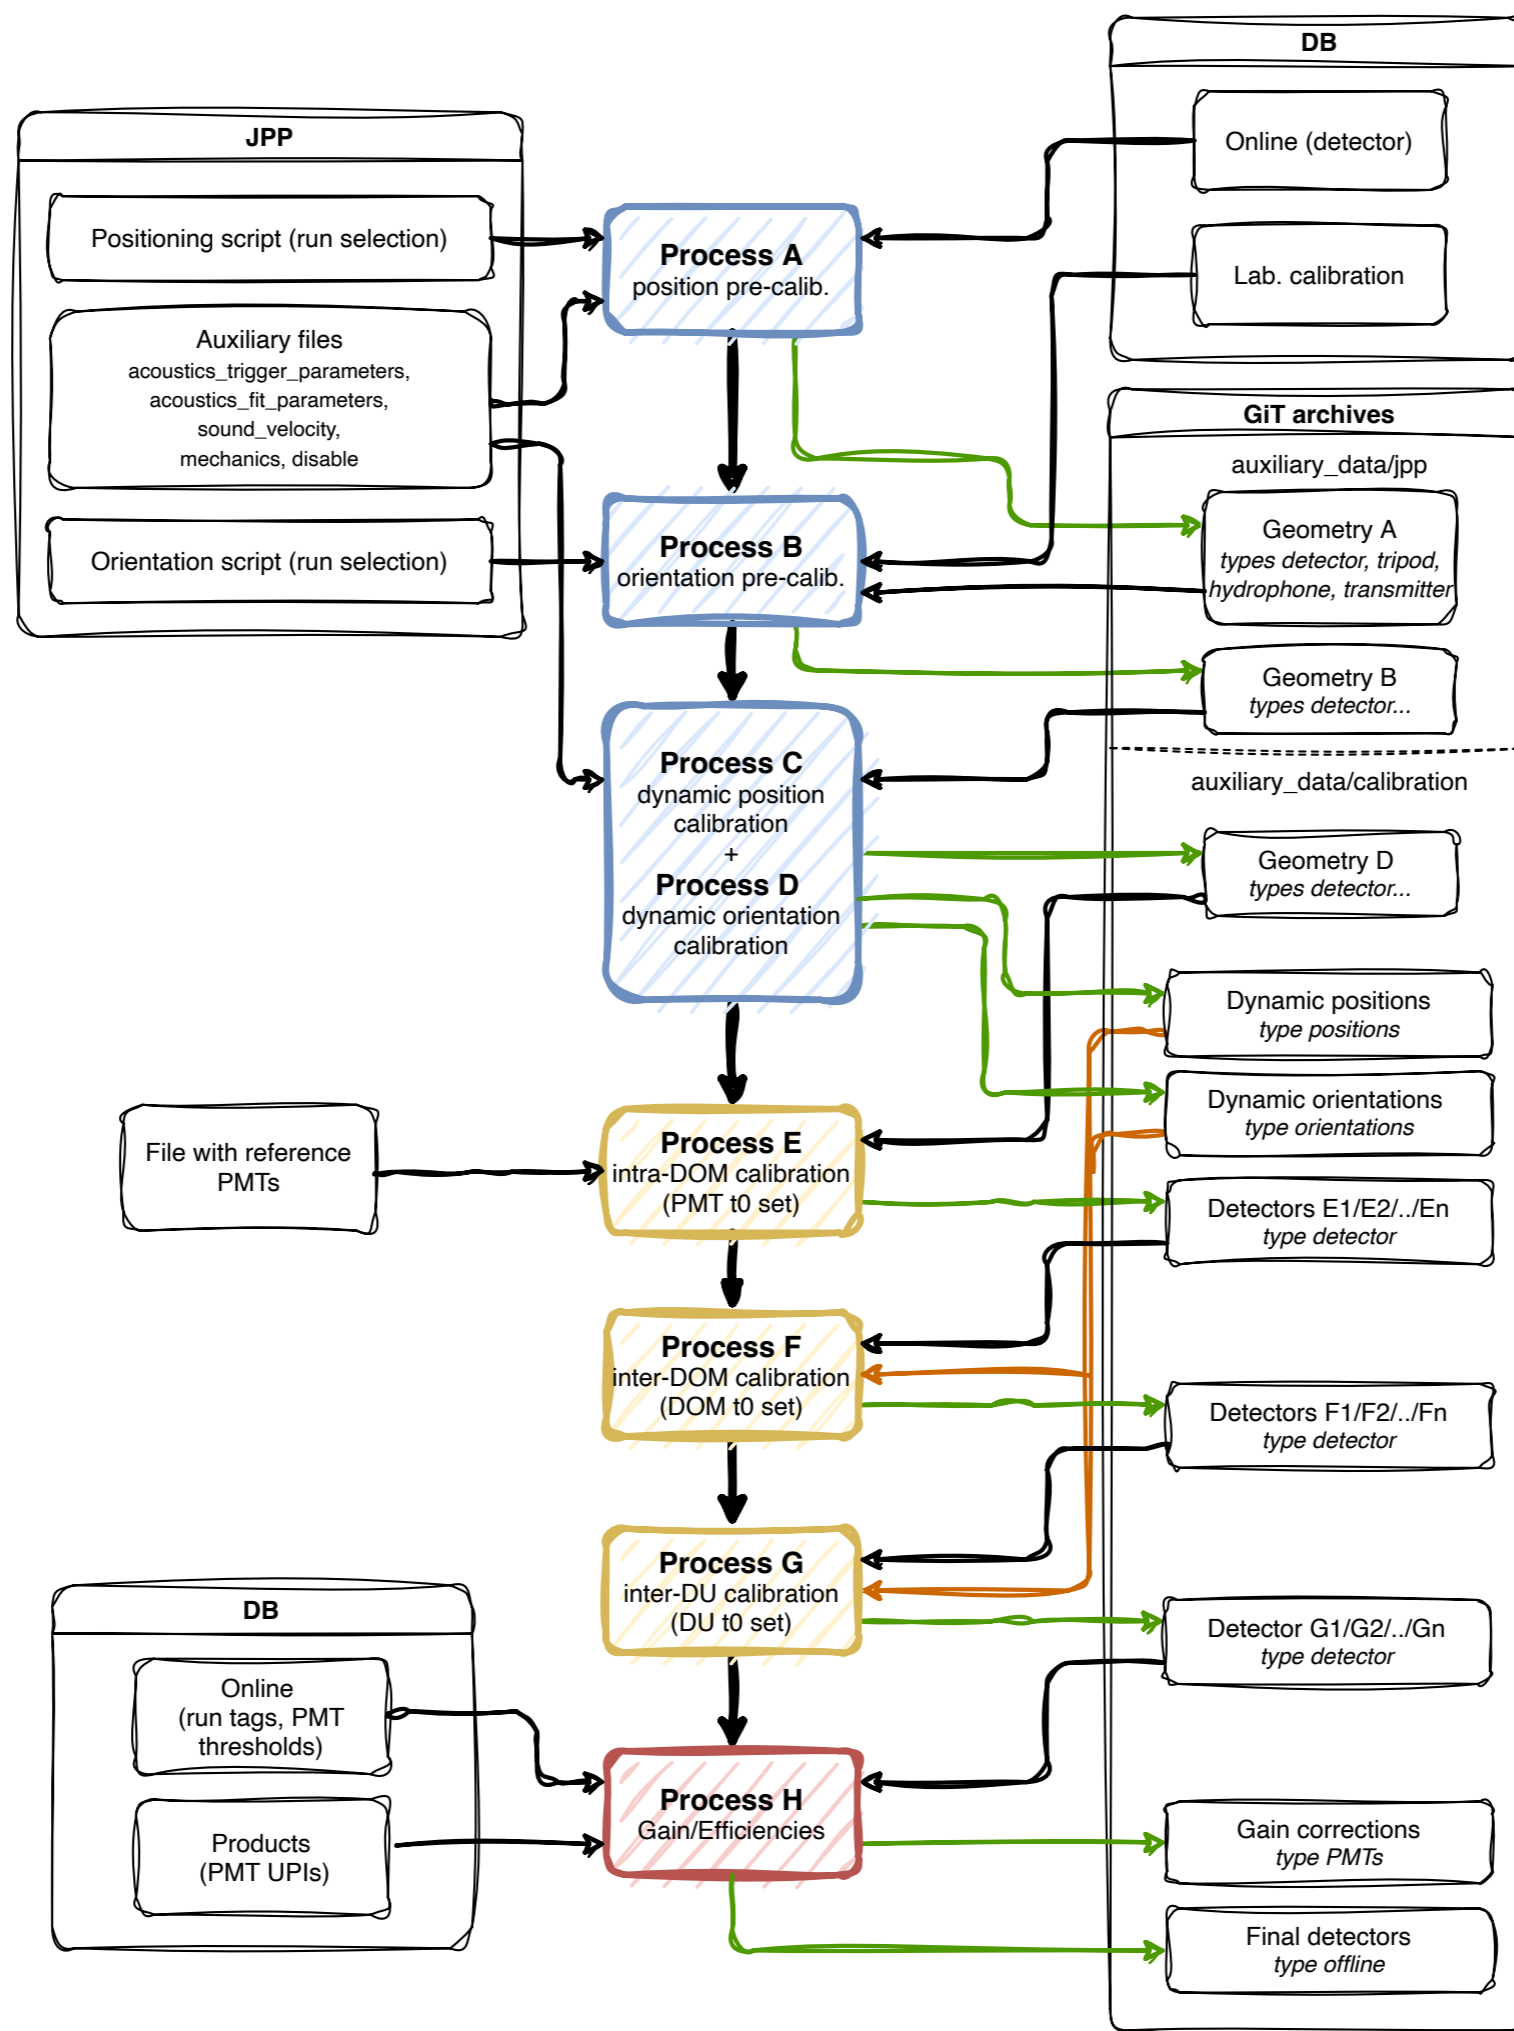 JPP
Positioning script (run selection)
Auxiliary files
acoustics_trigger_parameters,
acoustics_fit_parameters,
sound_velocity,
mechanics, disable
Orientation script (run selection)
File with reference
PMTs
DB
Online
(run tags, PMT
thresholds)
Products
(PMT UPIs)
Process A
position pre-calib.
Process B
orientation pre-calib.
Process C
dynamic position
calibration
+
Process D
dynamic orientation
calibration
Process E
intra-DOM calibration
(PMT t0 set)
Process F
inter-DOM calibration
(DOM t0 set)
Process G
inter-DU calibration
(DU t0 set)
Process H
Gain/Efficiencies
DB
Online (detector)
Lab. calibration
GiT archives
auxiliary_data/jpp
Geometry A
types detector, tripod,
hydrophone, transmitter
Geometry B
types detector...
auxiliary_data/calibration
Geometry D
types detector...
Dynamic positions
type positions
Dynamic orientations
type orientations
Detectors E1/E2/../En
type detector
Detectors F1/F2/../Fn
type detector
Detector G1/G2/../Gn
type detector
Gain corrections
type PMTs
Final detectors
type offline